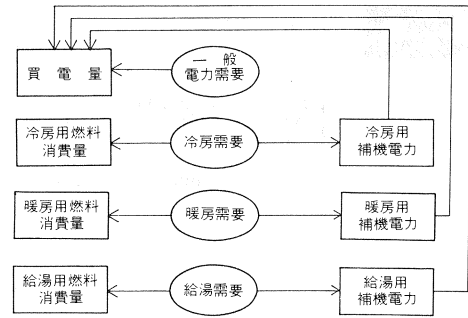 買電量
一般
電力需要
冷房用燃料
消費量
冷房需要
冷房用
補機電力
暖房用燃料
消費量
暖房需要
暖房用
補機電力
給湯用燃料
消費量
給湯需要
給湯用
補機電力